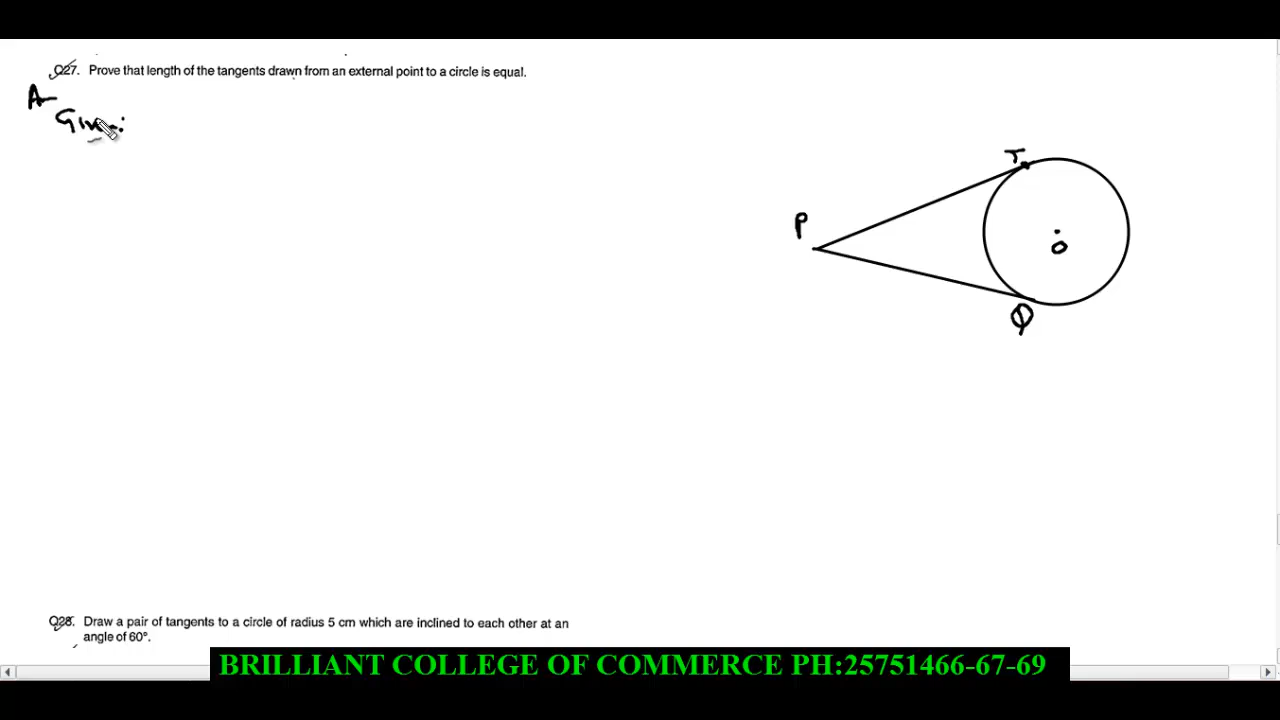 Q27. Prove that length of the tangents drawn from an external point to a circle is equal.
A
Given:
T
P
O
Q
Q28. Draw a pair of tangents to a circle of radius 5 cm which are inclined to each other at an
angle of 60°.
BRILLIANT COLLEGE OF COMMERCE PH:25751466-67-69